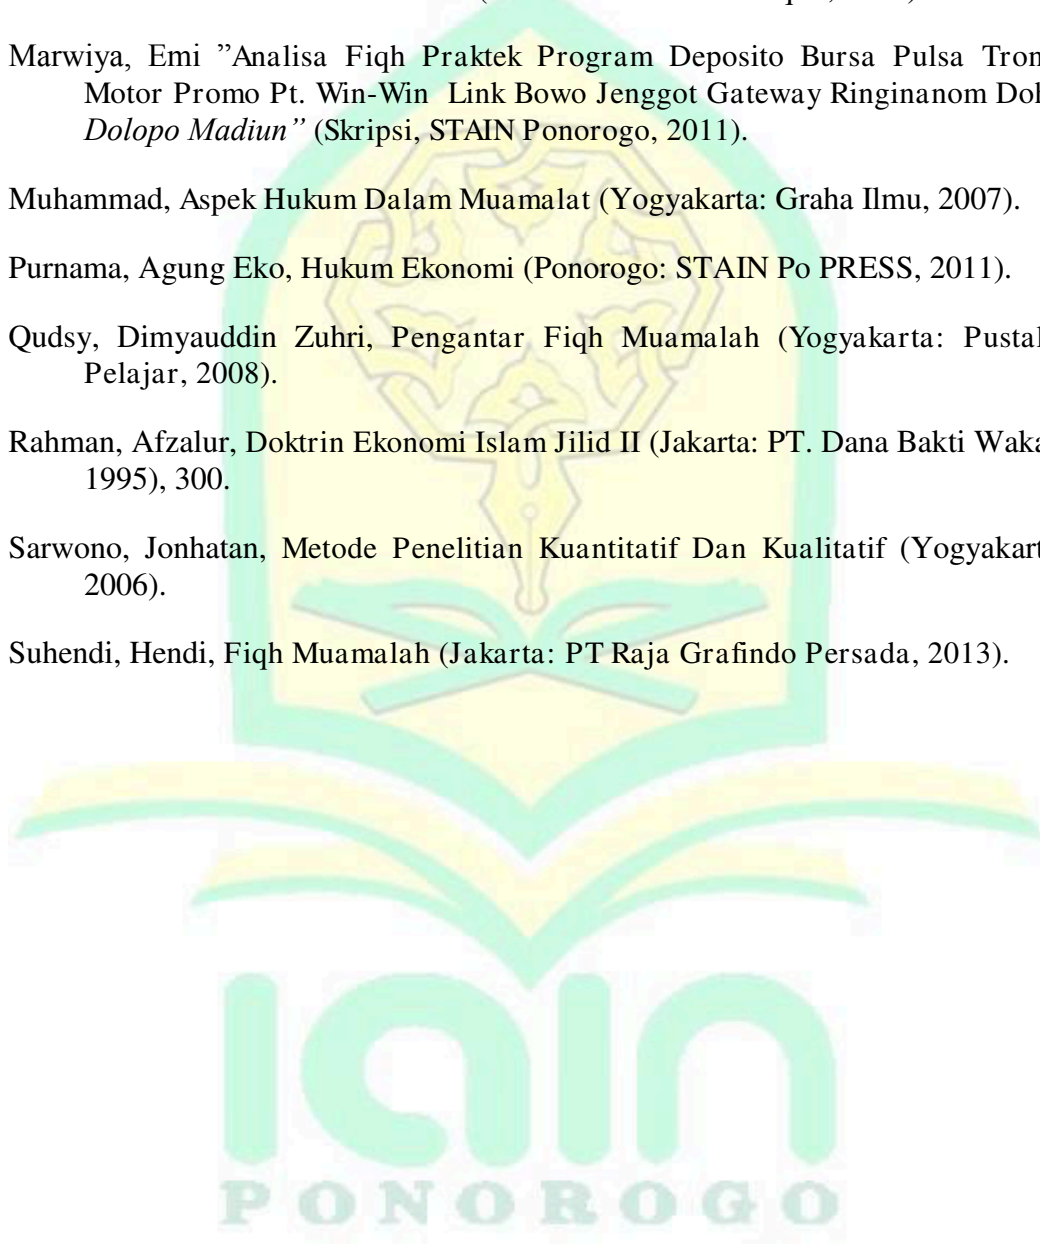 Marwiya, Emi ”Analisa Fiqh Praktek Program Deposito Bursa Pulsa
Motor Promo Pt. Win-Win Link Bowo Jenggot Gateway Ringinanom
Dolopo Madiun” (Skripsi, STAIN Ponorogo, 2011).
Muhammad, Aspek Hukum Dalam Muamalat (Yogyakarta: Graha Ilmu, 2007).
Purnama, Agung Eko, Hukum Ekonomi (Ponorogo: STAIN Po PRESS, 2011).
Qudsy, Dimyauddin Zuhri, Pengantar Fiqh Muamalah (Yogyakarta:
Pelajar, 2008).
Rahman, Afzalur, Doktrin Ekonomi Islam Jilid II (Jakarta: PT. Dana Bakti
1995), 300.
Sarwono, Jonhatan, Metode Penelitian Kuantitatif Dan Kualitatif
2006).
Suhendi, Hendi, Fiqh Muamalah (Jakarta: PT Raja Grafindo Persada, 2013).
iain
PONOROGO